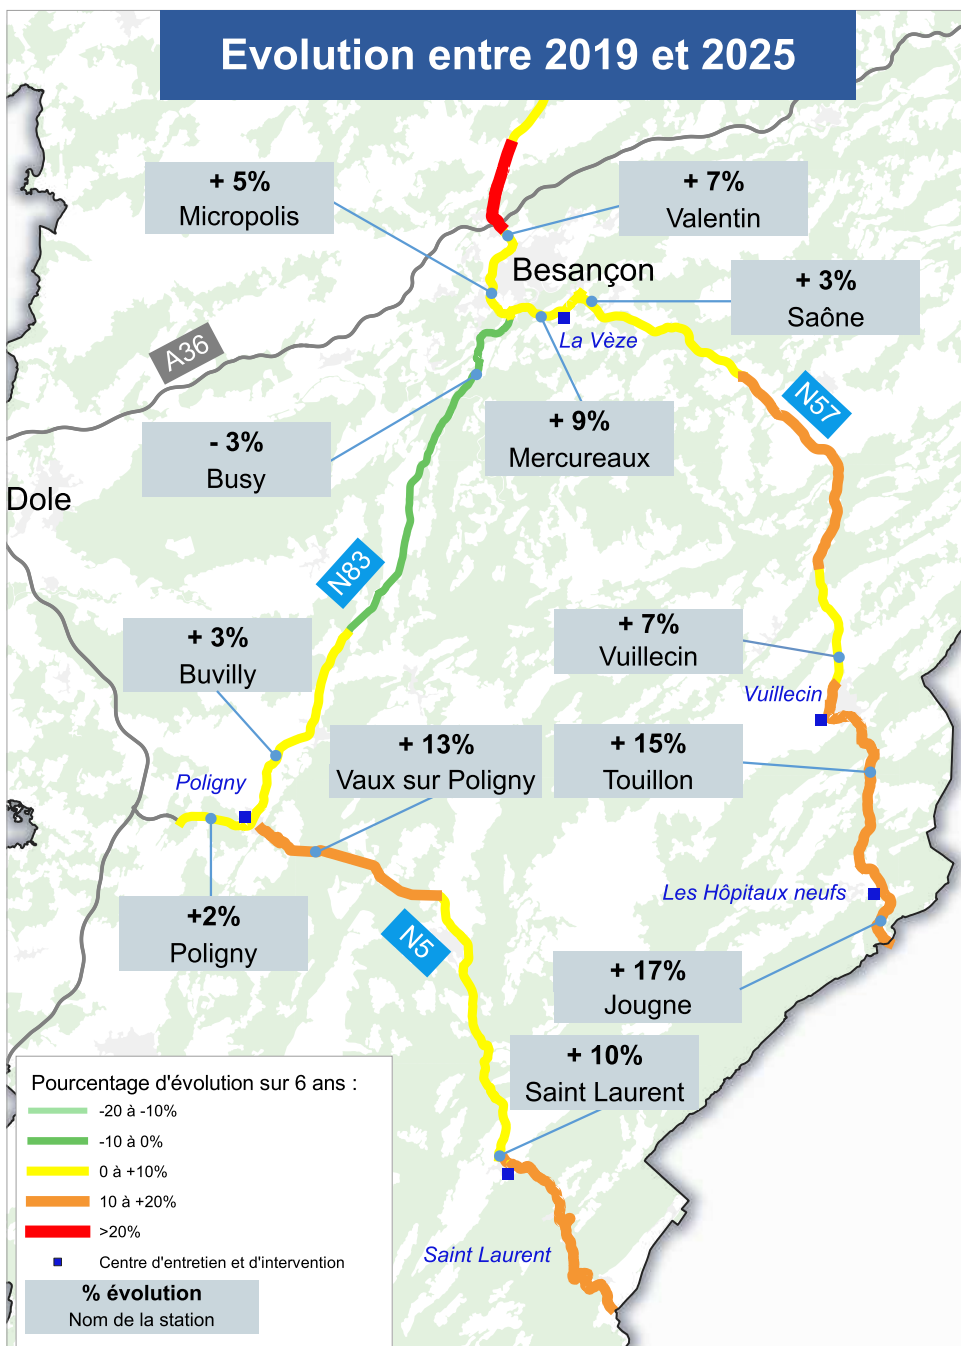 Evolution entre 2019 et 2025
+ 5%
Micropolis
+ 7%
Valentin
Besançon
+ 3%
Saône
La Vèze
A36
N57
+ 9%
Mercureaux
- 3%
Busy
Dole
N83
+ 7%
Vuillecin
+ 3%
Buvilly
Vuillecin
+ 13%
Vaux sur Poligny
+ 15%
Touillon
Poligny
Les Hôpitaux neufs
+2%
Poligny
N5
+ 17%
Jougne
+ 10%
Saint Laurent
Saint Laurent
Pourcentage d'évolution sur 6 ans :
-20 à -10%
-10 à 0%
0 à +10%
10 à +20%
>20%
Centre d'entretien et d'intervention
% évolution
Nom de la station